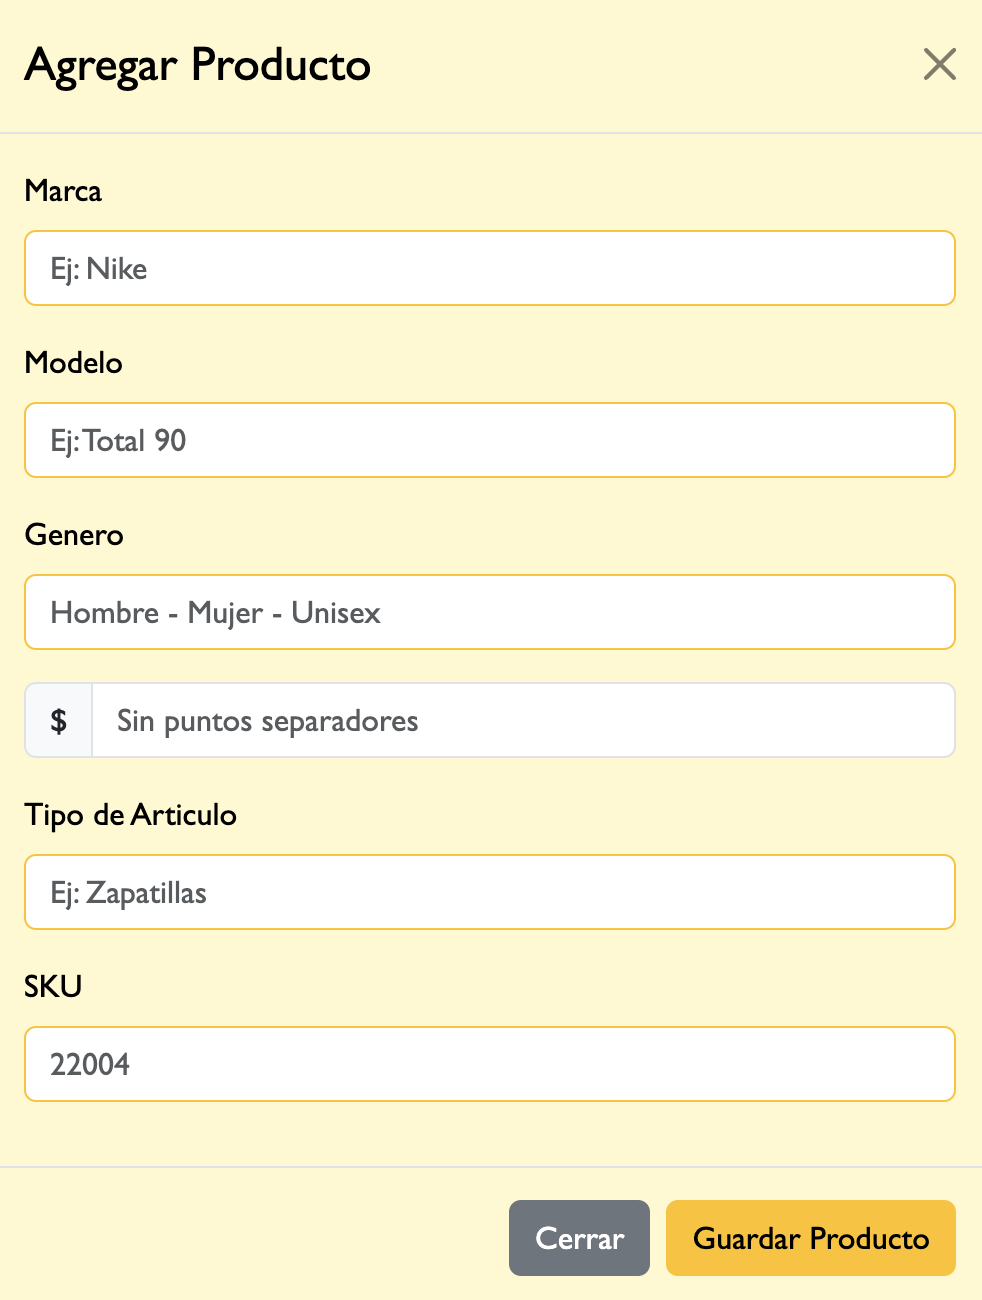 Agregar Producto
Marca
Ej: Nike
Modelo
Ej: Total 90
Genero
Hombre - Mujer - Unisex
$ Sin puntos separadores
Tipo de Articulo
Ej: Zapatillas
SKU
22004
Cerrar Guardar Producto